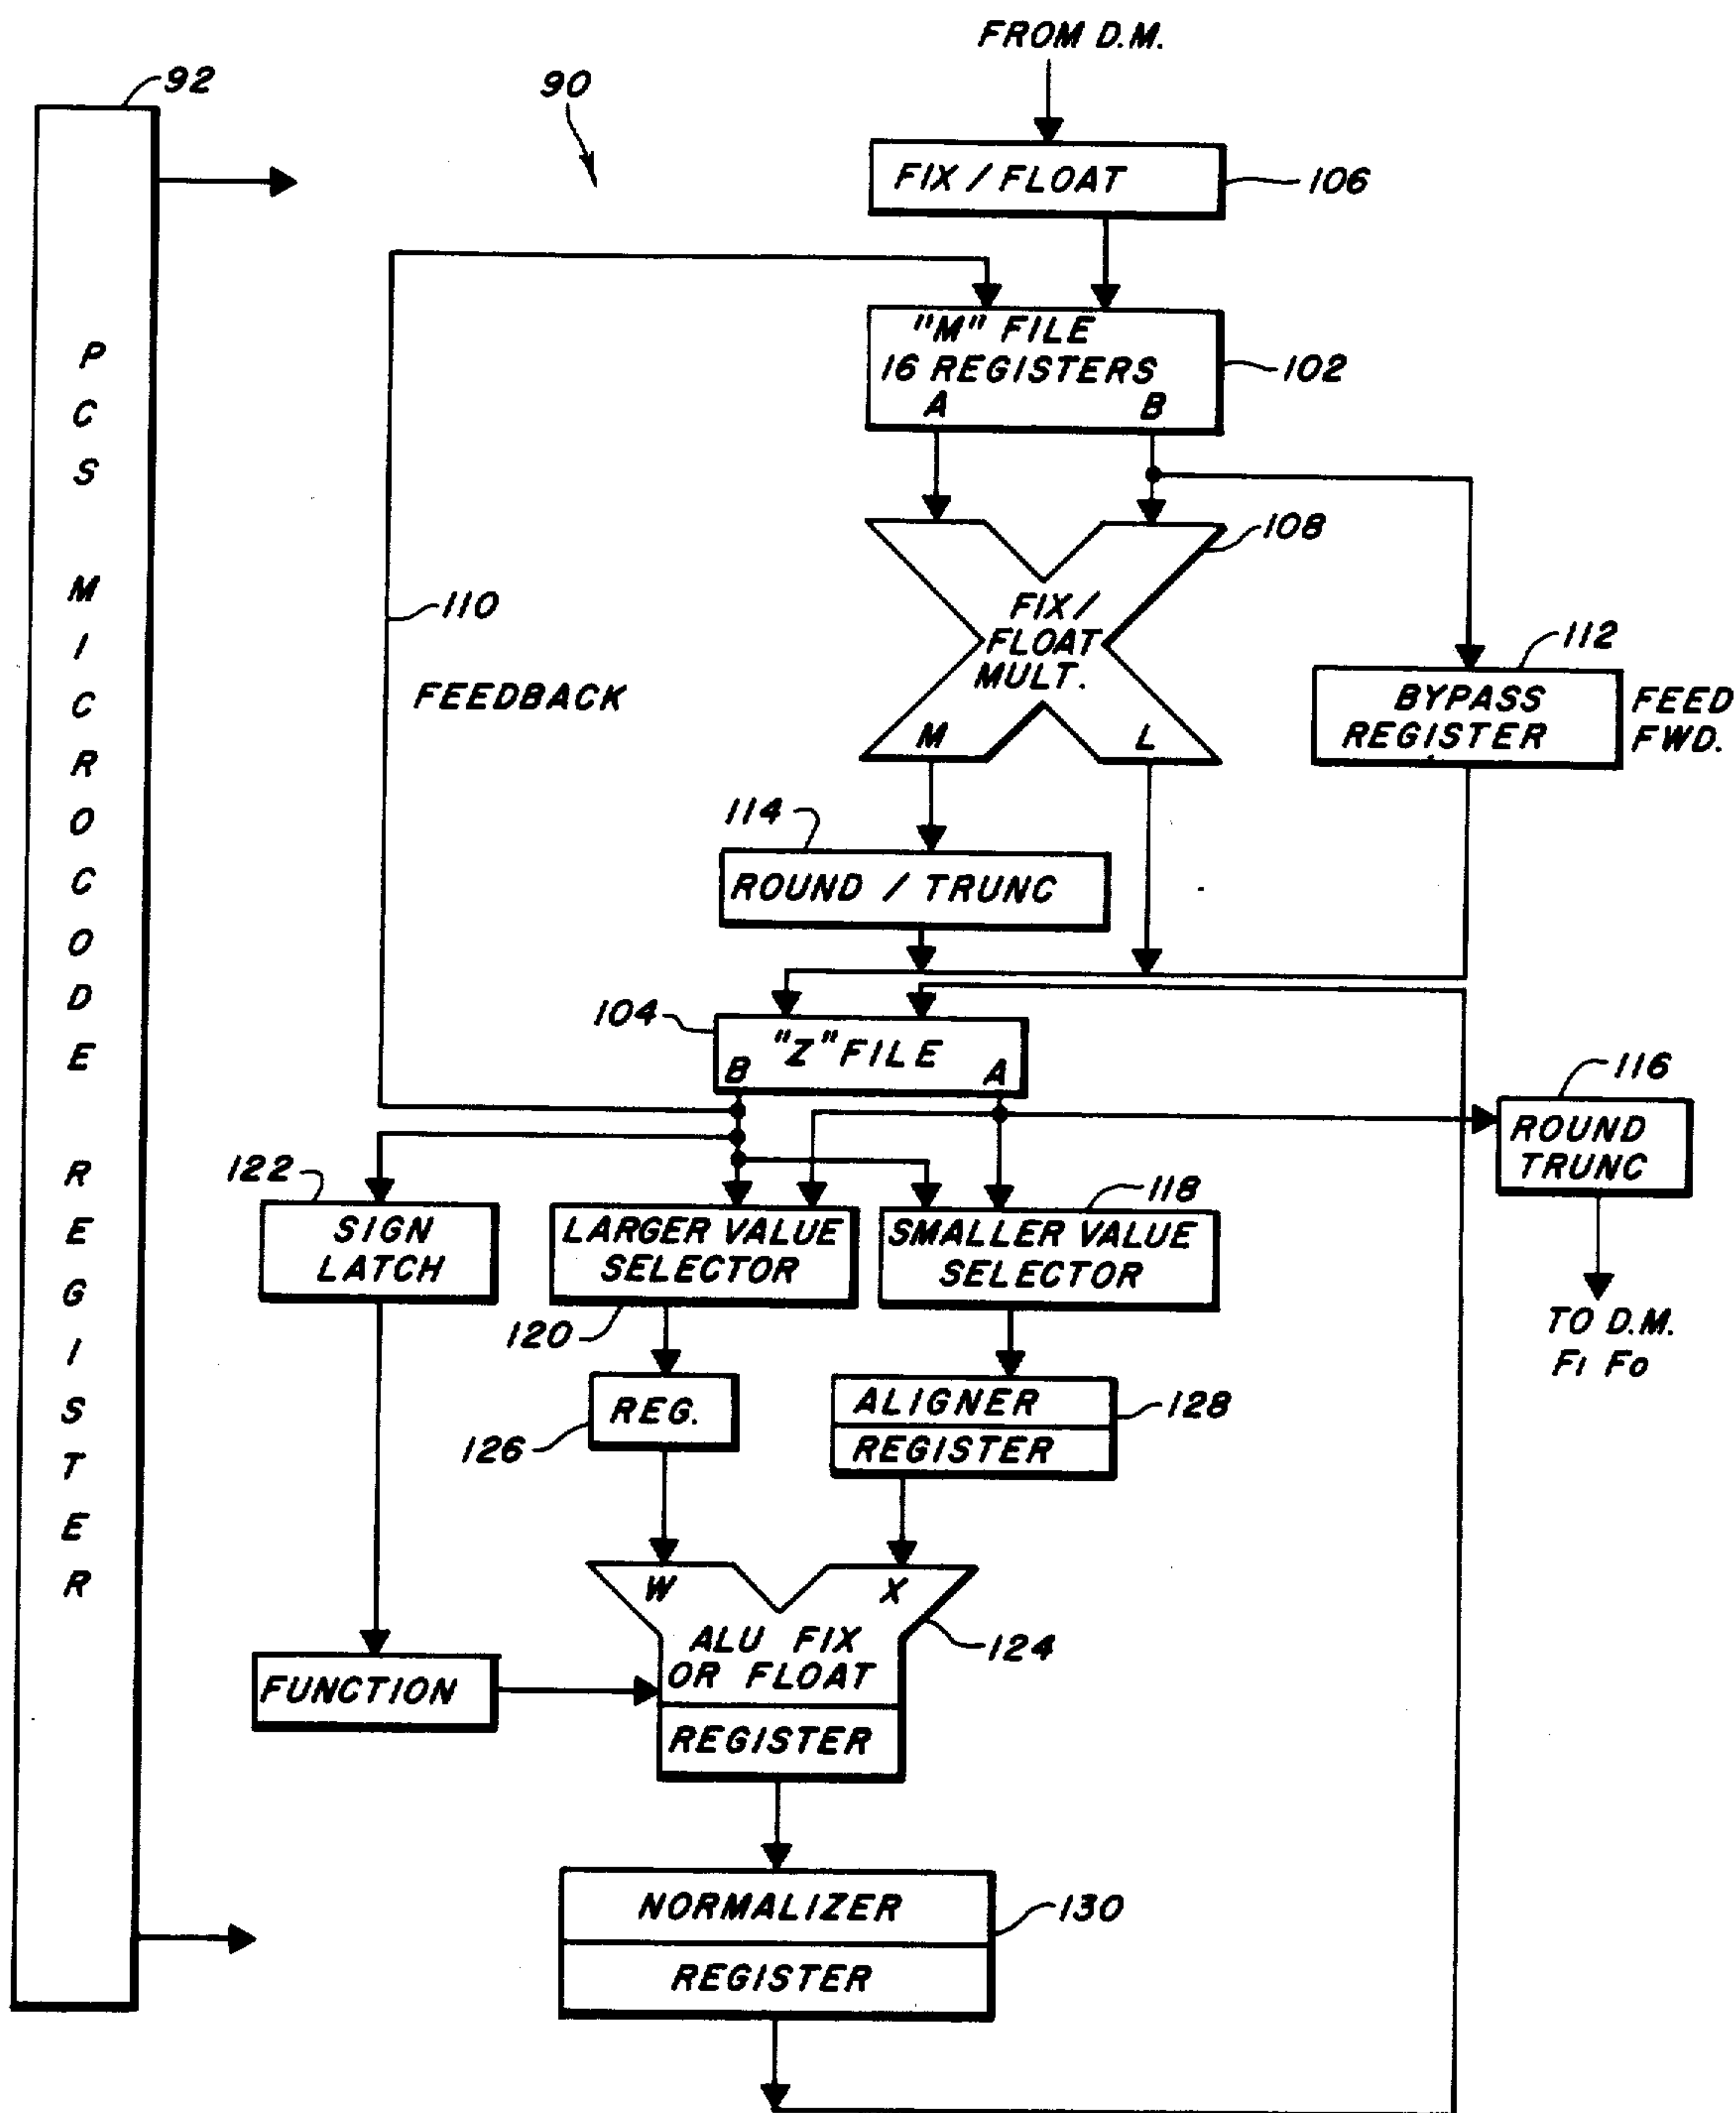 FROM D.M.
92
90
FIX / FLOAT
106
"M" FILE
16 REGISTERS
102
A B
PCS MICROCODE REGISTER
108
FIX /
FLOAT
MULT.
110
112
FEEDBACK
BYPASS
REGISTER
FEED
FWD.
M L
114
ROUND / TRUNC
104
"Z" FILE
B A
116
ROUND
TRUNC
122
118
SIGN
LATCH
LARGER VALUE
SELECTOR
SMALLER VALUE
SELECTOR
120
TO D.M.
FI FO
REG.
126
ALIGNER
REGISTER
128
W X
ALU FIX
OR FLOAT
124
FUNCTION
REGISTER
NORMALIZER
130
REGISTER